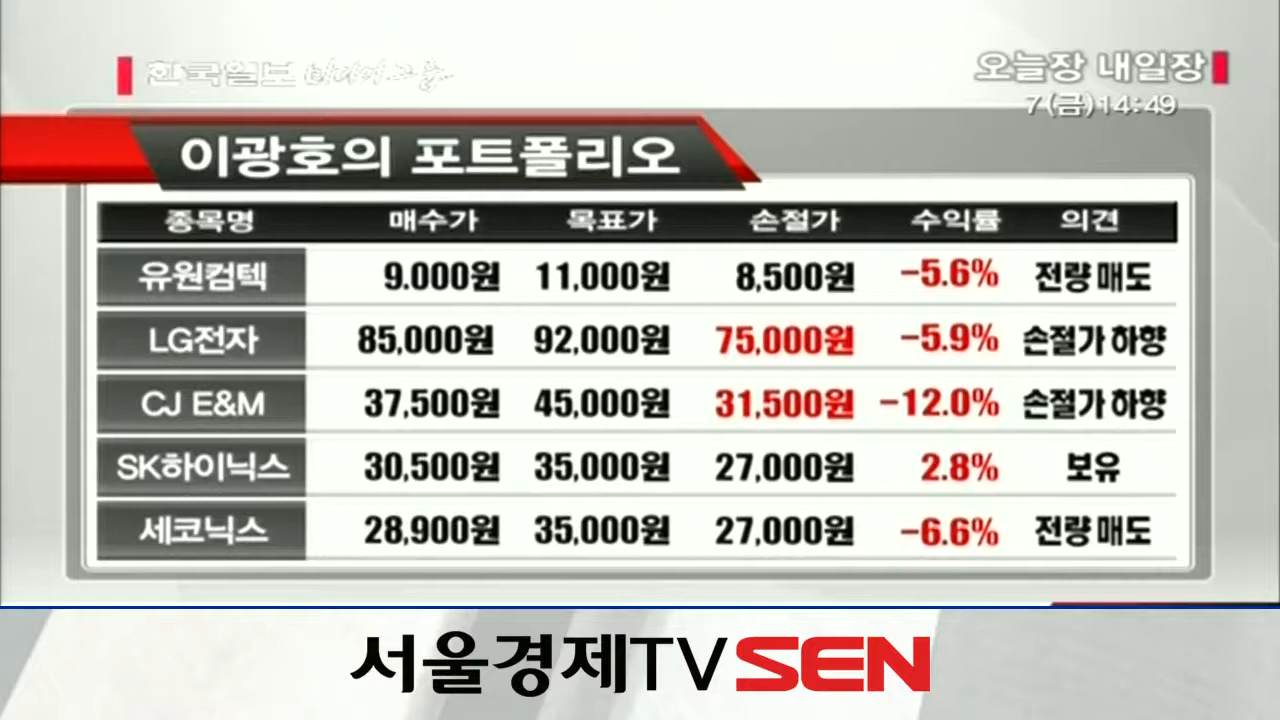 한국일보 미디어그룹
오늘장 내일장
7(금)14:49
이광호의 포트폴리오
종목명 매수가 목표가 손절가 수익률 의견
유원컴텍 9.000원 11,000원 8,500원 -5.6% 전량 매도
LG전자 85,000원 92,000원 75,000원 -5.9% 손절가 하향
CJ E&M 37,500원 45,000원 31,500원 -12.0% 손절가 하향
SK하이닉스 30,500원 35,000원 27,000원 2.8% 보유
세코닉스 28,900원 35,000원 27,000원 -6.6% 전량 매도
서울경제TV SEN